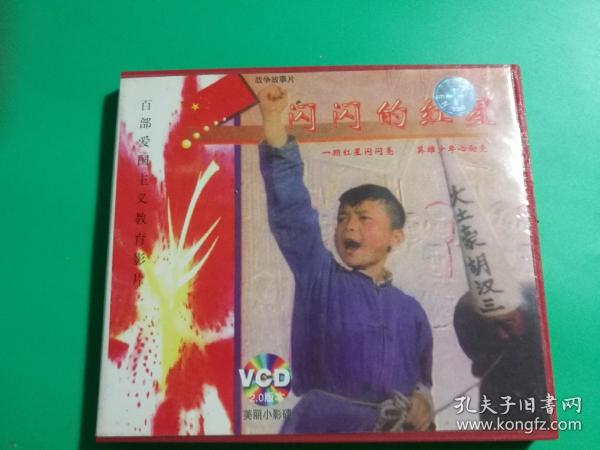 战争故事片
闪闪的红星
一颗红星闪闪亮 英雄少年心向党
百部爱国主义教育影片
大土豪胡汉三
VCD
2.0版本
美丽小影碟
孔夫子旧书网
www.kongfz.com